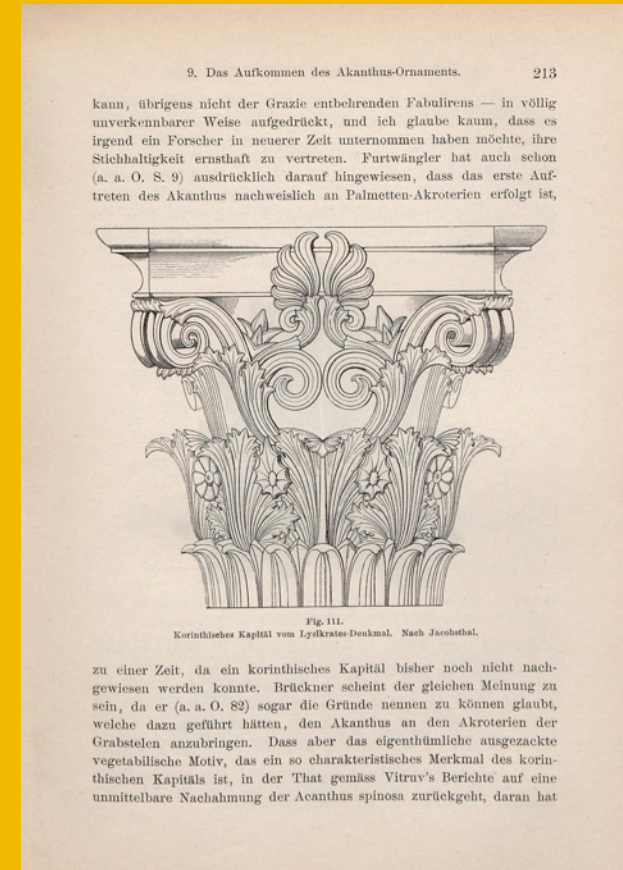 9. Das Aufkommen des Akanthus-Ornaments. 213
kann, übrigens nicht der Grazie entbehrenden Fabulirens — in völlig
unverkennbarer Weise aufgedrückt, und ich glaube kaum, dass es
irgend ein Forscher in neuerer Zeit unternommen haben möchte, ihre
Stichhaltigkeit ernsthaft zu vertreten. Furtwängler hat auch schon
(a. a. O. S. 9) ausdrücklich darauf hingewiesen, dass das erste Auf-
treten des Akanthus nachweislich an Palmetten-Akroterien erfolgt ist,
Fig. 111.
Korinthisches Kapitäl vom Lysikrates-Denkmal. Nach Jacobsthal.
zu einer Zeit, da ein korinthisches Kapitäl bisher noch nicht nach-
gewiesen werden konnte. Brückner scheint der gleichen Meinung zu
sein, da er (a. a. O. 82) sogar die Gründe nennen zu können glaubt,
welche dazu geführt hätten, den Akanthus an den Akroterien der
Grabstelen anzubringen. Dass aber das eigenthümliche ausgezackte
vegetabilische Motiv, das ein so charakteristisches Merkmal des korin-
thischen Kapitäls ist, in der That gemäss Vitruv's Berichte auf eine
unmittelbare Nachahmung der Acanthus spinosa zurückgeht, daran hat